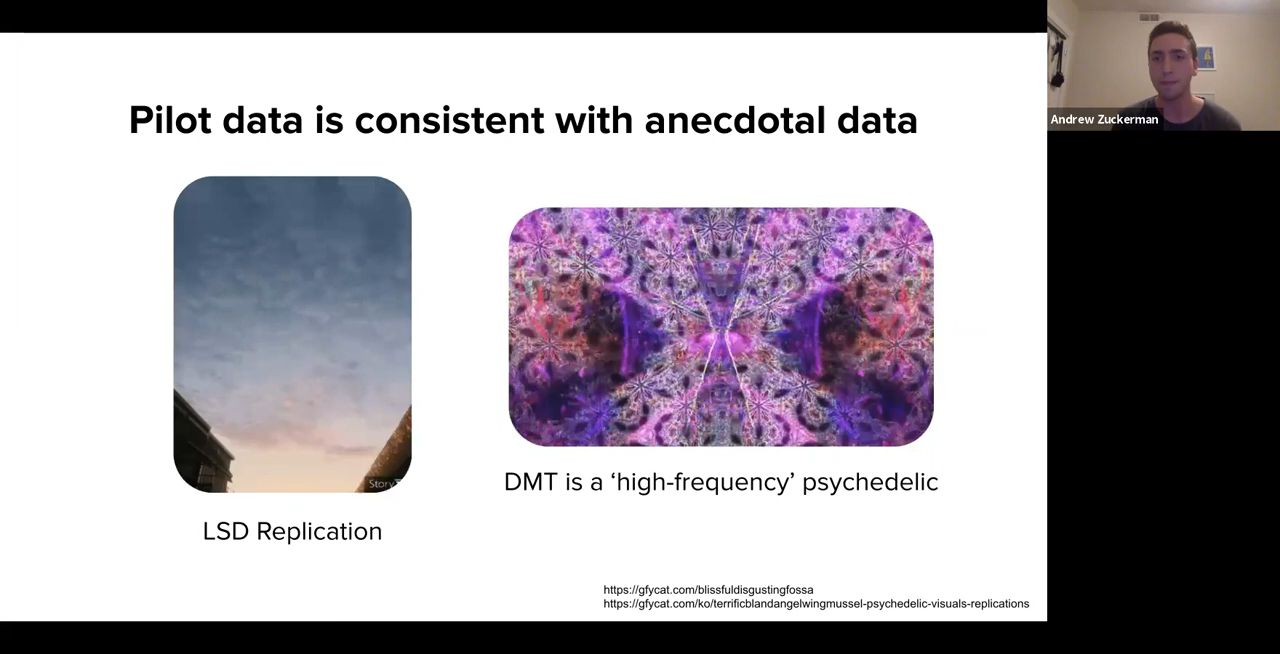 Pilot data is consistent with anecdotal data
Andrew Zuckerman
Story
DMT is a ‘high-frequency’ psychedelic
LSD Replication
https://gfycat.com/blissfuldisgustingfossa
https://gfycat.com/ko/terrificblandangelwingmussel-psychedelic-visuals-replications